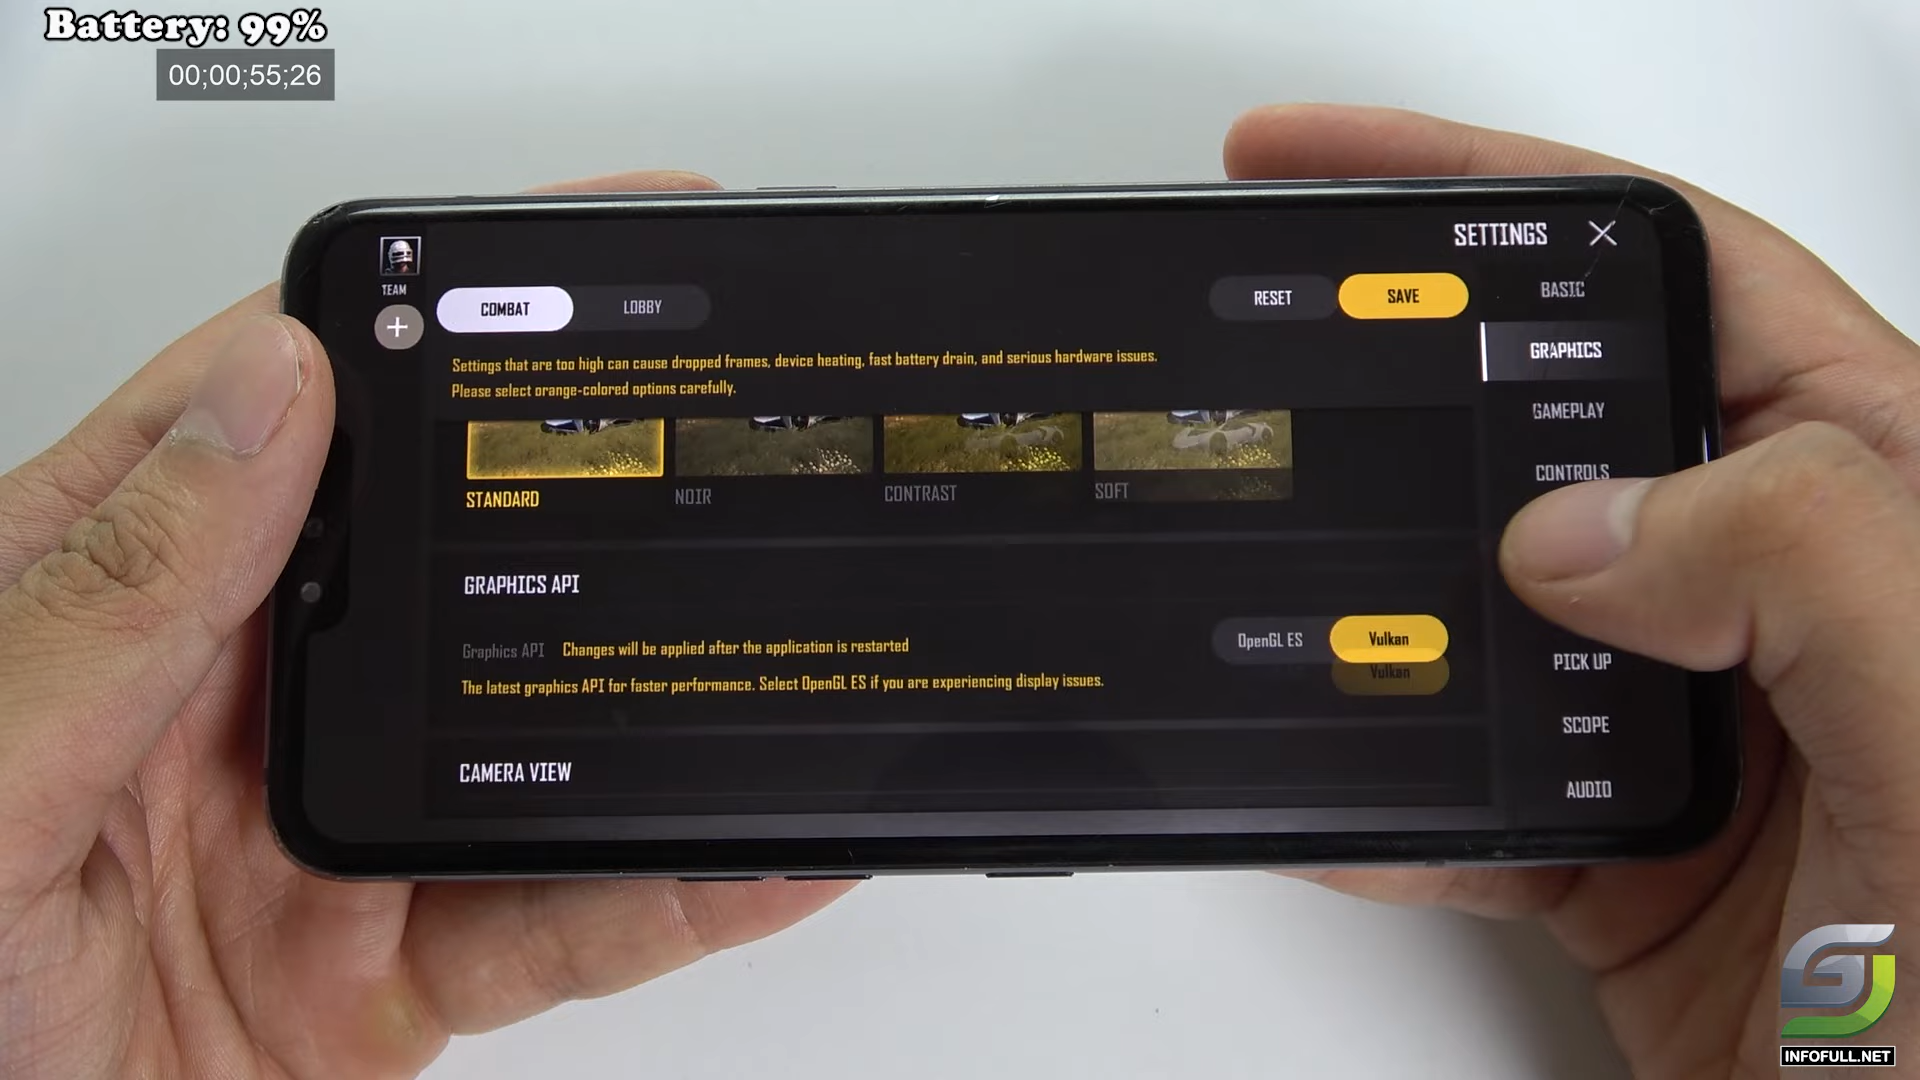 Battery: 99%
00;00;55;26
SETTINGS
TEAM
COMBAT
LOBBY
RESET
SAVE
BASIC
Settings that are too high can cause dropped frames, device heating, fast battery drain, and serious hardware issues.
Please select orange-colored options carefully.
GRAPHICS
GAMEPLAY
CONTROLS
STANDARD
NOIR
CONTRAST
SOFT
GRAPHICS API
Graphics API Changes will be applied after the application is restarted
OpenGL ES
Vulkan
Vulkan
The latest graphics API for faster performance. Select OpenGL ES if you are experiencing display issues.
PICK UP
SCOPE
CAMERA VIEW
AUDIO
INFOFULL.NET